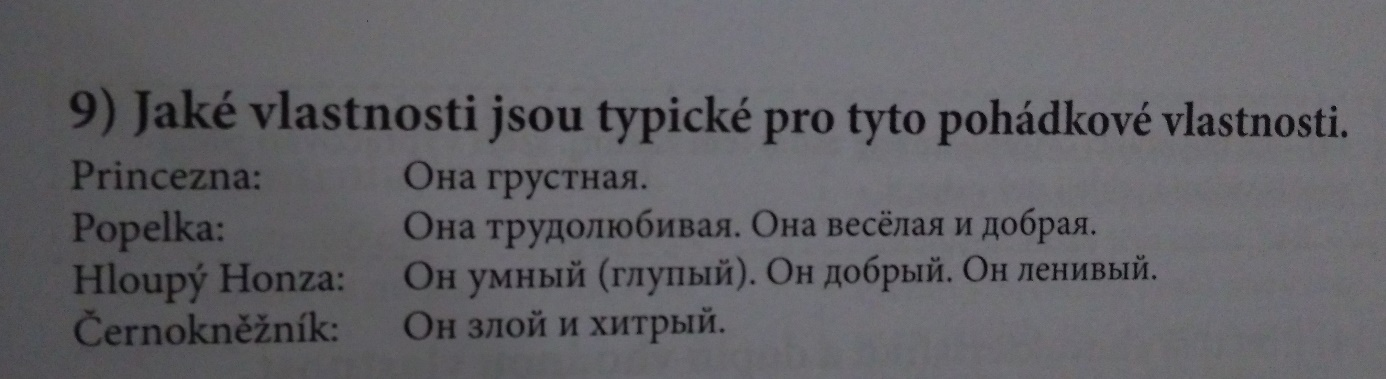 9) Jaké vlastnosti jsou typické pro tyto pohádkové vlastnosti.
Princezna: Она грустная.
Popelka: Она трудолюбивая. Она весёлая и добрая.
Hloupý Honza: Он умный (глупый). Он добрый. Он ленивый.
Černokněžník: Он злой и хитрый.